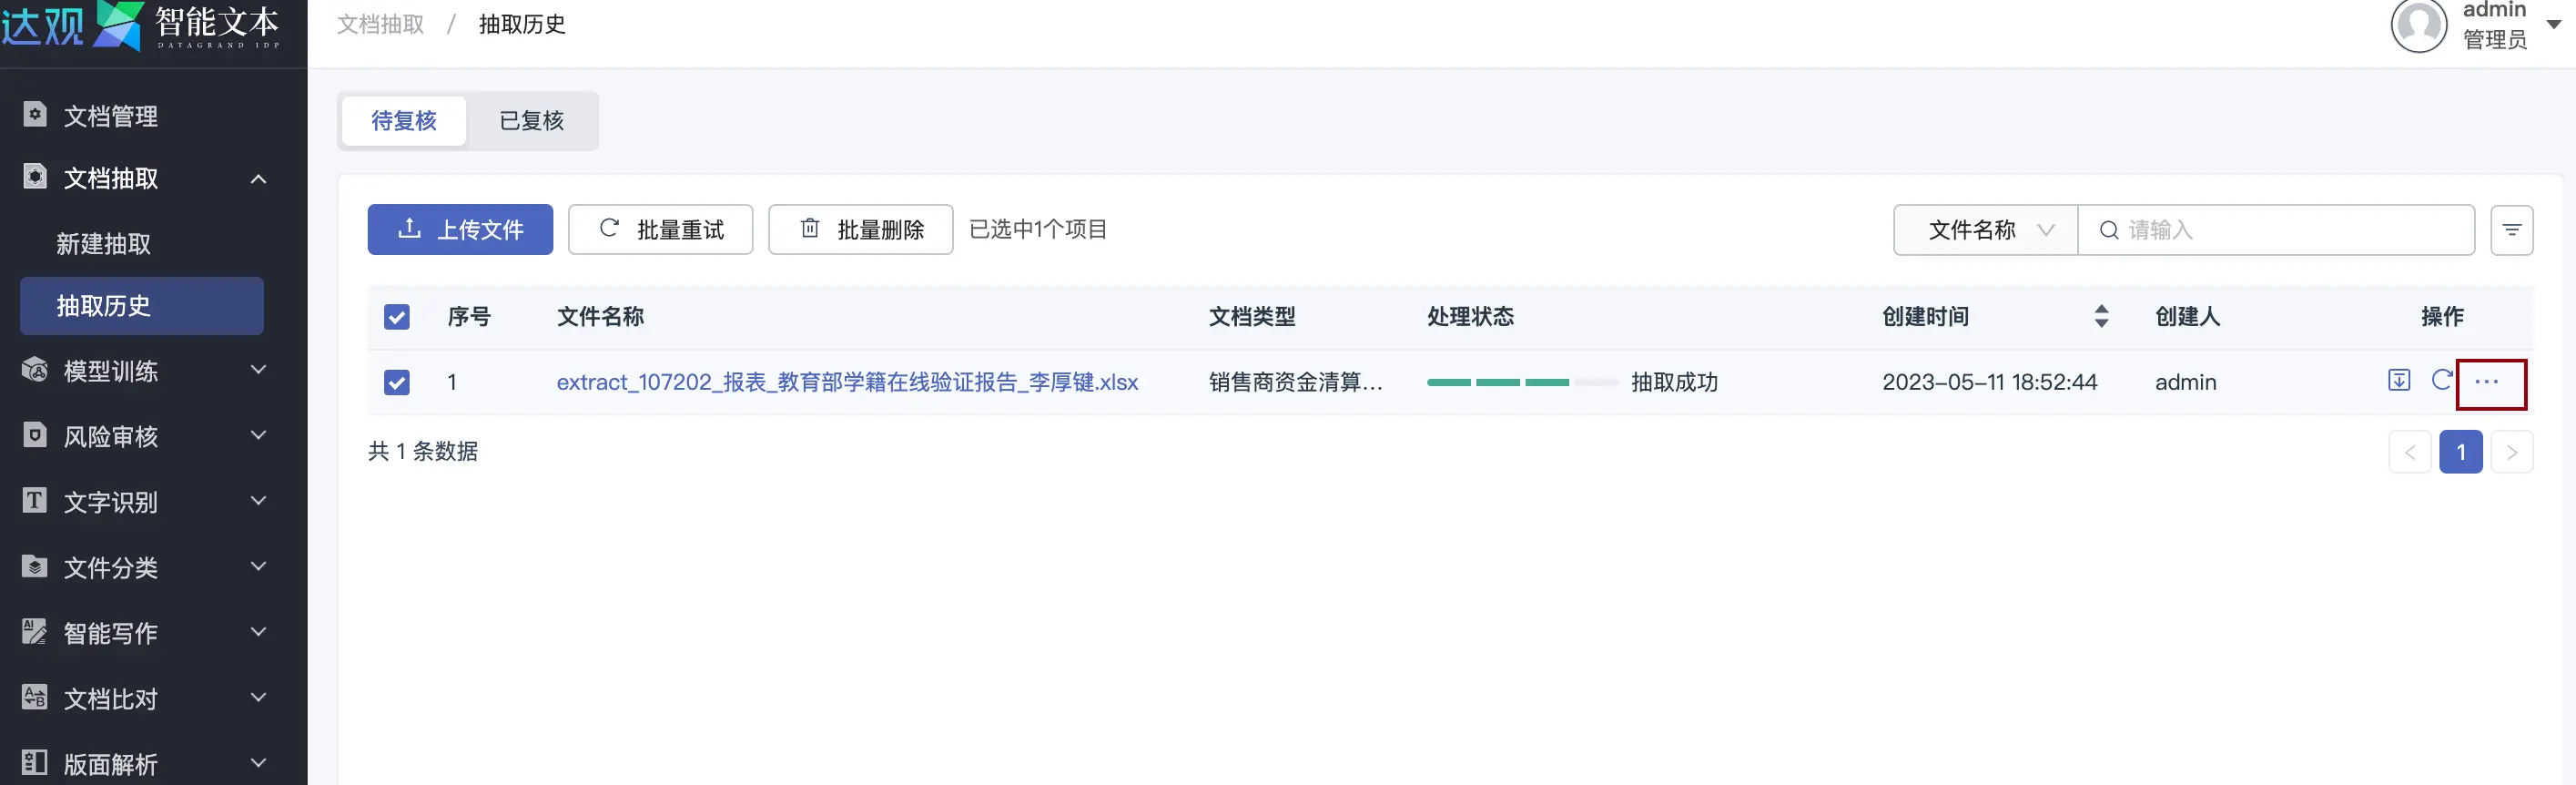 达观 智能文本
DATAGRAND IDP
文档抽取 / 抽取历史
admin
管理员
文档管理
文档抽取
新建抽取
抽取历史
模型训练
风险审核
文字识别
文件分类
智能写作
文档比对
版面解析
待复核 已复核
上传文件 批量重试 批量删除 已选中1个项目 文件名称 请输入
序号 文件名称 文档类型 处理状态 创建时间 创建人 操作
1 extract_107202_报表_教育部学籍在线验证报告_李厚键.xlsx 销售商资金清算... 抽取成功 2023-05-11 18:52:44 admin ···
共 1 条数据 < 1 >